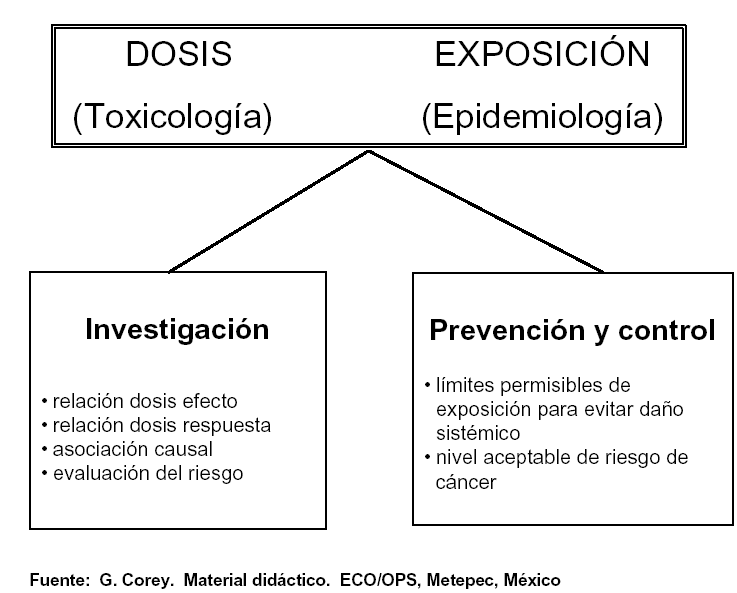 DOSIS EXPOSICIÓN
(Toxicología) (Epidemiología)
Investigación
• relación dosis efecto
• relación dosis respuesta
• asociación causal
• evaluación del riesgo
Prevención y control
• límites permisibles de
exposición para evitar daño
sistémico
• nivel aceptable de riesgo de
cáncer
Fuente: G. Corey. Material didáctico. ECO/OPS, Metepec, México